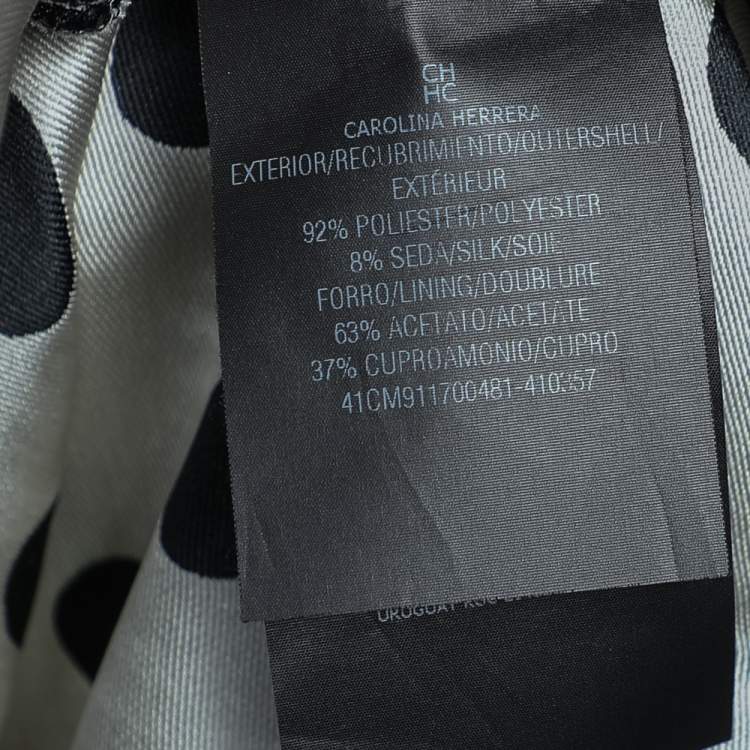 CH
HC
CAROLINA HERRERA
EXTERIOR/RECUBRIMIENTO/OUTERSHELL/
EXTÉRIEUR
92% POLIESTER/POLYESTER
8% SEDA/SILK/SOIE
FORRO/LINING/DOUBLURE
63% ACETATO/ACETATE
37% CUPROAMONIO/CUPRO
41CM911700481-410357
URUGUAY